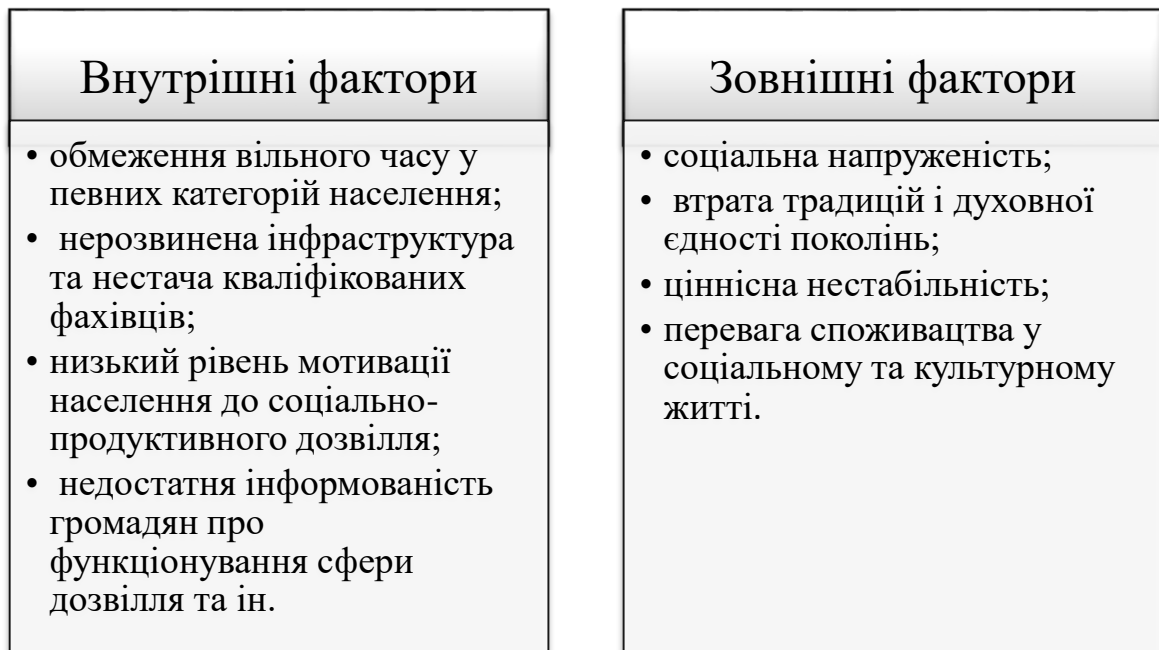 Внутрішні фактори
• обмеження вільного часу у
певних категорій населення;
• нерозвинена інфраструктура
та нестача кваліфікованих
фахівців;
• низький рівень мотивації
населення до соціально-
продуктивного дозвілля;
• недостатня інформованість
громадян про
функціонування сфери
дозвілля та ін.
Зовнішні фактори
• соціальна напруженість;
• втрата традицій і духовної
єдності поколінь;
• ціннісна нестабільність;
• перевага споживацтва у
соціальному та культурному
житті.